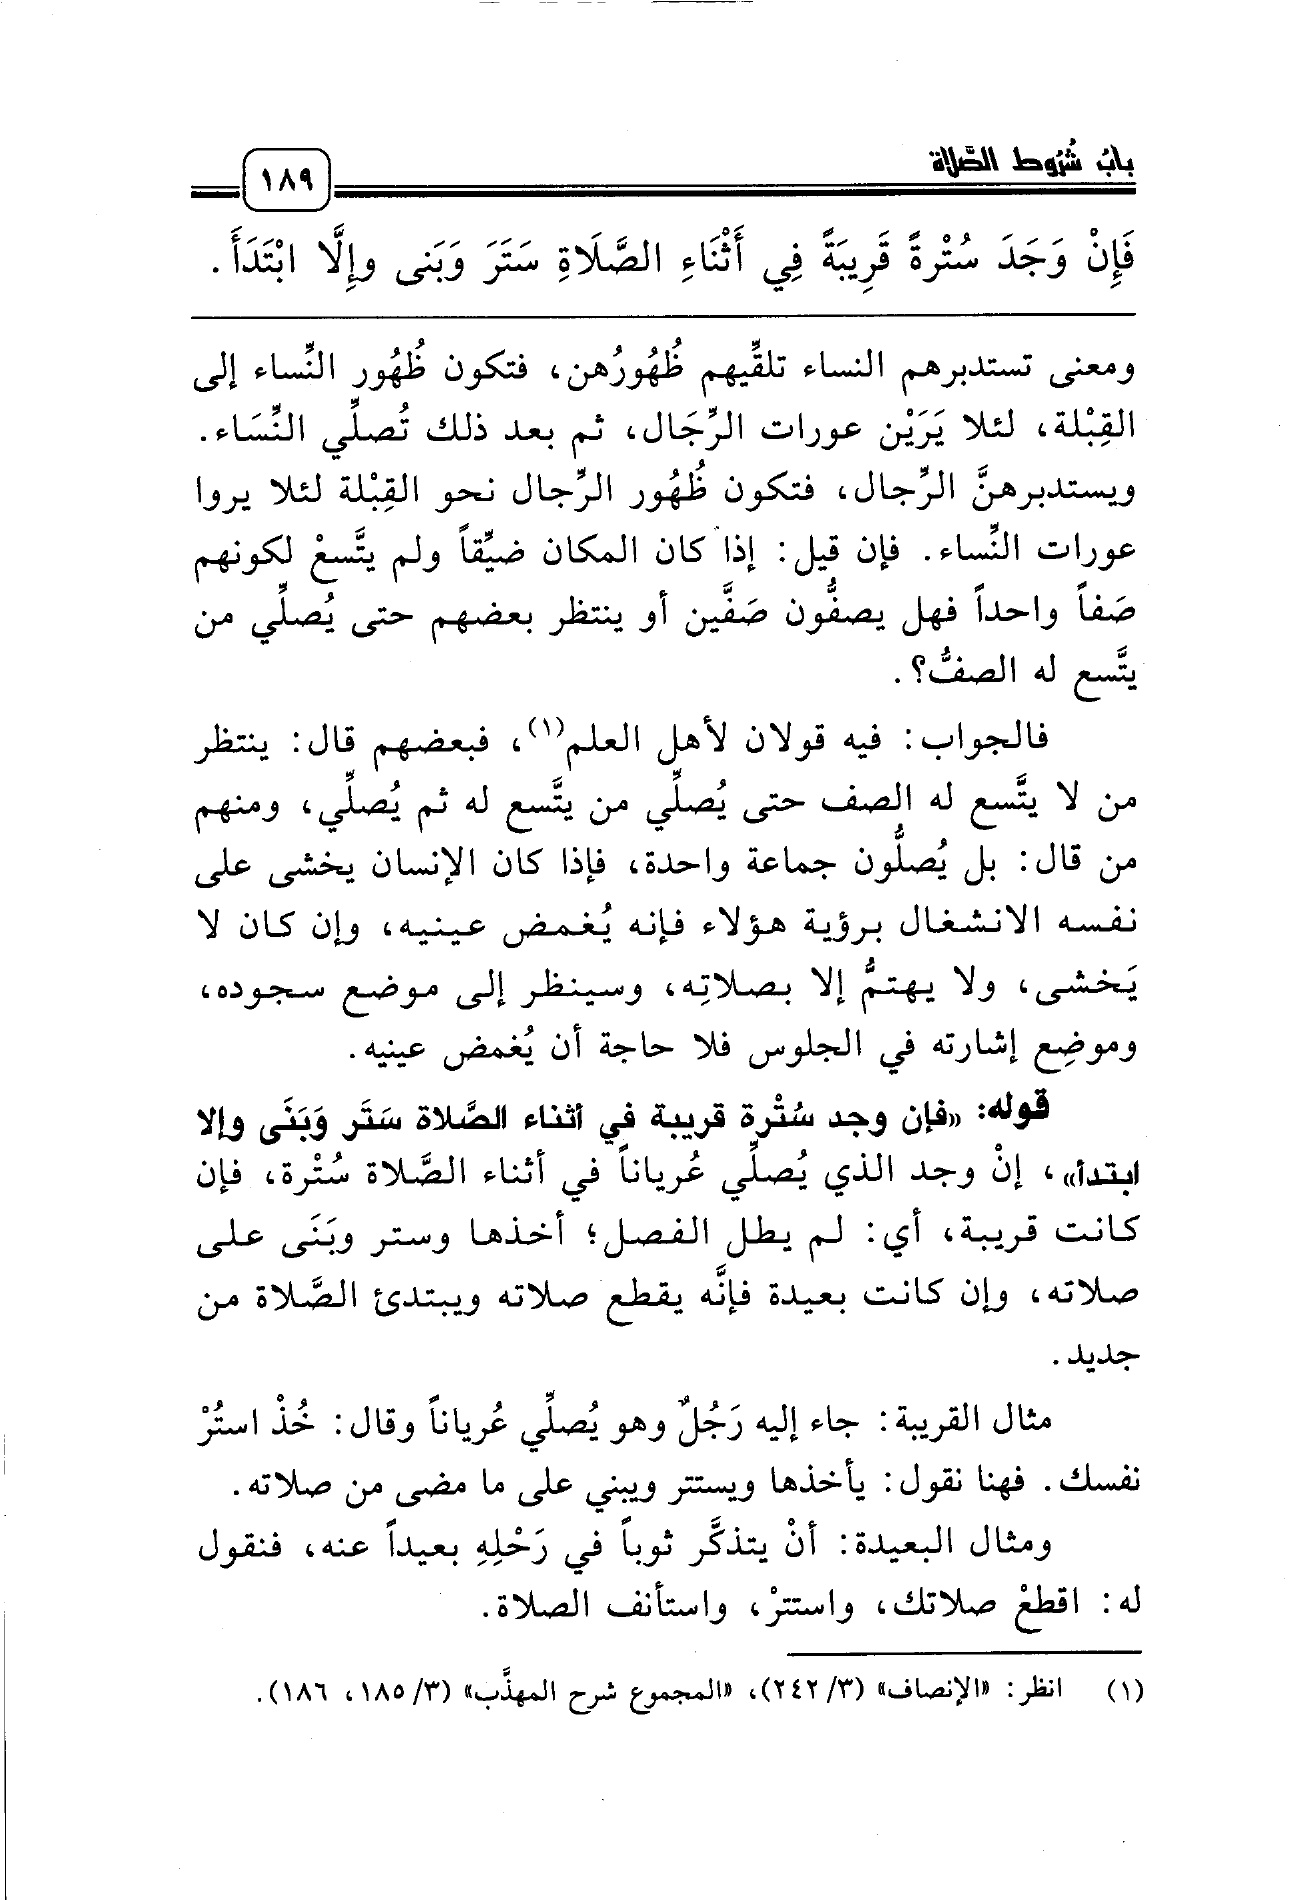 بابُ شُرُوط الصَّلاة
١٨٩
فَإِنْ وَجَدَ سُتْرةً قَرِيبَةً فِي أَثْنَاءِ الصَّلَاةِ سَتَرَ وَبَنى وإِلَّا ابْتَدَأَ.
ومعنى تستدبرهم النساء تلقِّيهم ظُهُورُهن، فتكون ظُهُور النِّساء إلى
القِبْلة، لئلا يَرَيْن عورات الرِّجَال، ثم بعد ذلك تُصلِّي النِّسَاء.
ويستدبرهنَّ الرِّجال، فتكون ظُهُور الرِّجال نحو القِبْلة لئلا يروا
عورات النِّساء. فإن قيل: إذا كان المكان ضيِّقاً ولم يتَّسعْ لكونهم
صَفاً واحداً فهل يصفُّون صَفَّين أو ينتظر بعضهم حتى يُصلِّي من
يتَّسع له الصفُّ؟.
فالجواب: فيه قولان لأهل العلم(١)، فبعضهم قال: ينتظر
من لا يتَّسع له الصف حتى يُصلِّي من يتَّسع له ثم يُصلِّي، ومنهم
من قال: بل يُصلُّون جماعة واحدة، فإذا كان الإنسان يخشى على
نفسه الانشغال برؤية هؤلاء فإنه يُغمض عينيه، وإن كان لا
يَخشى، ولا يهتمُّ إلا بصلاتِه، وسينظر إلى موضع سجوده،
وموضِع إشارته في الجلوس فلا حاجة أن يُغمض عينيه.
قوله: «فإن وجد سُتْرة قريبة في أثناء الصَّلاة سَتَر وَبَنَى وإلا
ابتدأ»، إنْ وجد الذي يُصلِّي عُرياناً في أثناء الصَّلاة سُتْرة، فإن
كانت قريبة، أي: لم يطل الفصل؛ أخذها وستر وبَنَى على
صلاته، وإن كانت بعيدة فإنَّه يقطع صلاته ويبتدئ الصَّلاة من
جديد.
مثال القريبة: جاء إليه رَجُلٌ وهو يُصلِّي عُرياناً وقال: خُذْ استُرْ
نفسك. فهنا نقول: يأخذها ويستتر ويبني على ما مضى من صلاته.
ومثال البعيدة: أنْ يتذكَّر ثوباً في رَحْلِهِ بعيداً عنه، فنقول
له: اقطعْ صلاتك، واستترْ، واستأنف الصلاة.
(١) انظر: «الإنصاف» (٣/٢٤٢)، «المجموع شرح المهذَّب» (٣/١٨٥، ١٨٦).